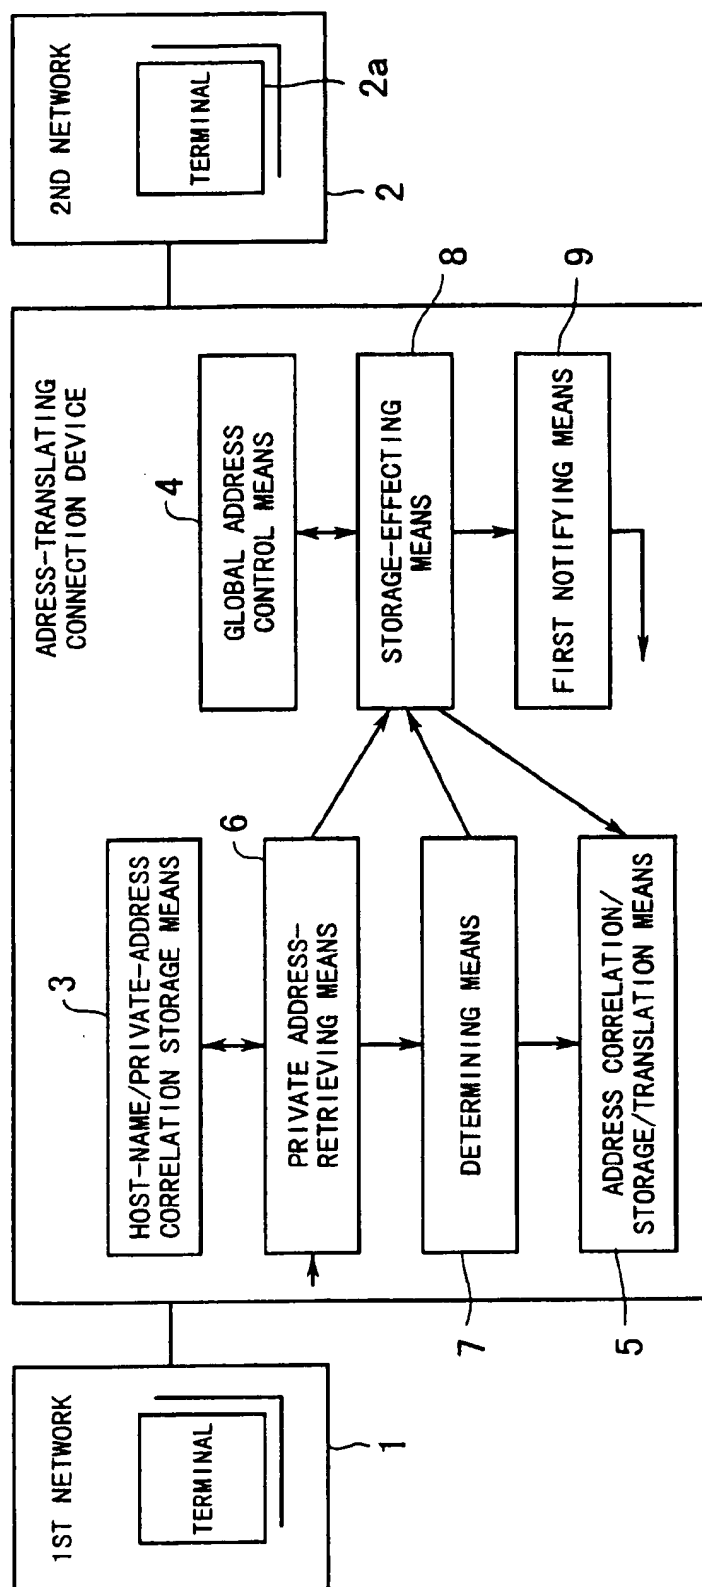 1ST NETWORK
TERMINAL
1
ADRESS-TRANSLATING
CONNECTION DEVICE
3
HOST-NAME/PRIVATE-ADDRESS
CORRELATION STORAGE MEANS
6
PRIVATE ADDRESS-
RETRIEVING MEANS
7
DETERMINING MEANS
5
ADDRESS CORRELATION/
STORAGE/TRANSLATION MEANS
4
GLOBAL ADDRESS
CONTROL MEANS
8
STORAGE-EFFECTING
MEANS
9
FIRST NOTIFYING MEANS
2ND NETWORK
TERMINAL
2a
2